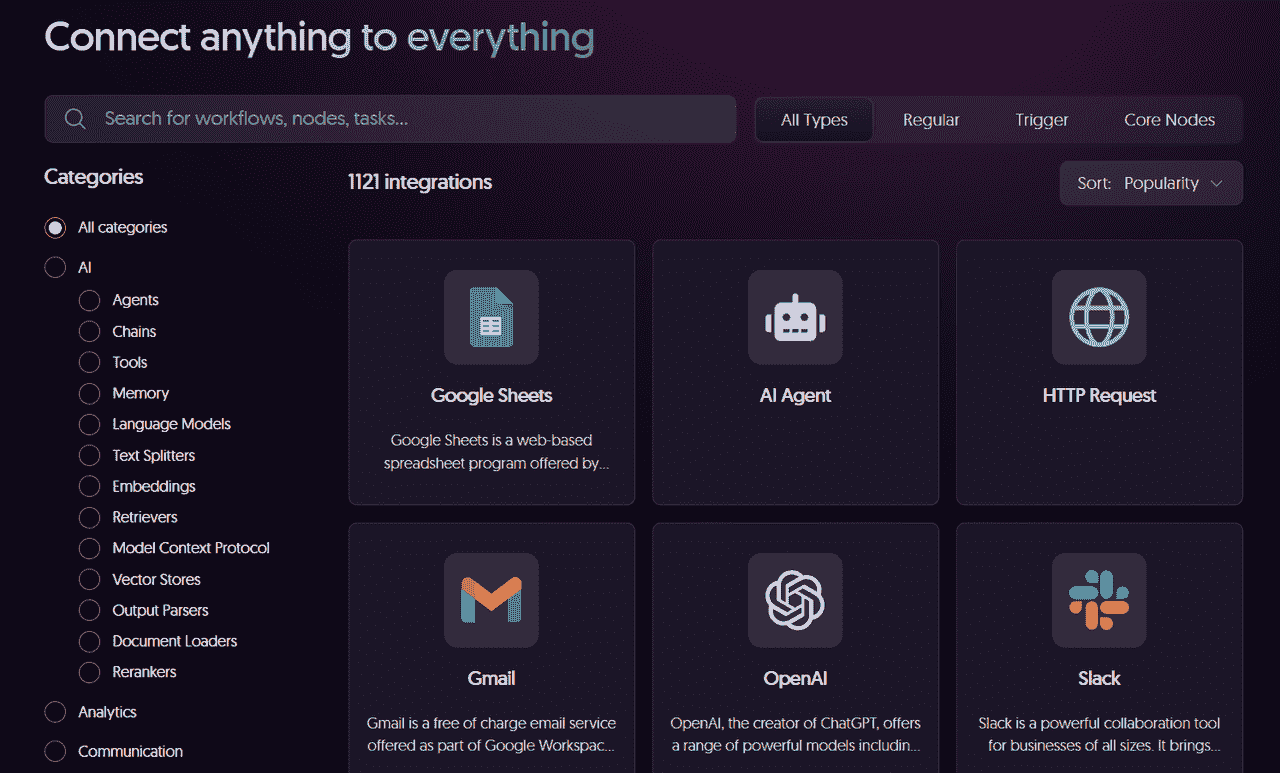 Connect anything to everything
Search for workflows, nodes, tasks...
All Types
Regular
Trigger
Core Nodes
Categories
1121 integrations
Sort: Popularity
All categories
AI
Agents
Chains
Tools
Memory
Language Models
Text Splitters
Embeddings
Retrievers
Model Context Protocol
Vector Stores
Output Parsers
Document Loaders
Rerankers
Analytics
Communication
Google Sheets
Google Sheets is a web-based
spreadsheet program offered by...
AI Agent
HTTP Request
Gmail
Gmail is a free of charge email service
offered as part of Google Workspac...
OpenAI
OpenAI, the creator of ChatGPT, offers
a range of powerful models includin...
Slack
Slack is a powerful collaboration tool
for businesses of all sizes. It brings...